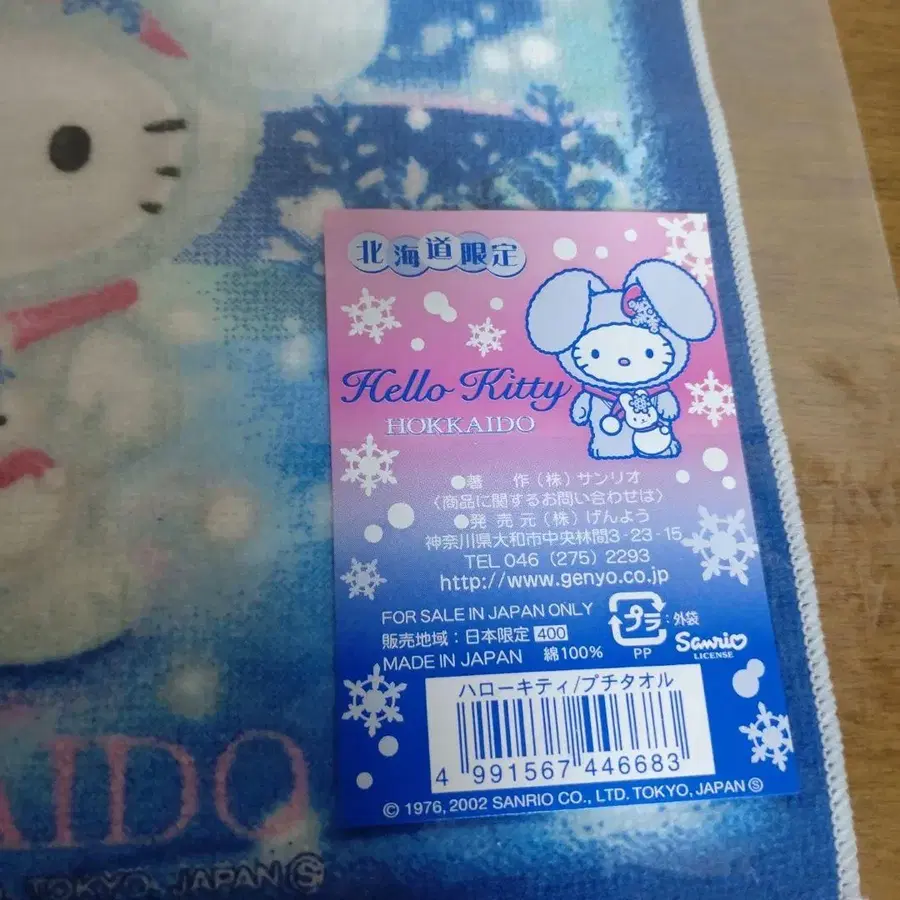 北海道限定
Hello Kitty
HOKKAIDO
●著 作(株)サンリオ
〈商品に関するお問い合わせは〉
●発 売 元(株)げんよう
神奈川県大和市中央林間3-23-15
TEL 046 (275) 2293
http://www.genyo.co.jp
FOR SALE IN JAPAN ONLY
販売地域:日本限定 400
MADE IN JAPAN 綿100%
プラ :外袋
PP
Sanrio
LICENSE
ハローキティ/プチタオル
4 991567 446683
© 1976, 2002 SANRIO CO., LTD. TOKYO, JAPAN Ⓢ
AIDO
TOKYO, JAPAN Ⓢ